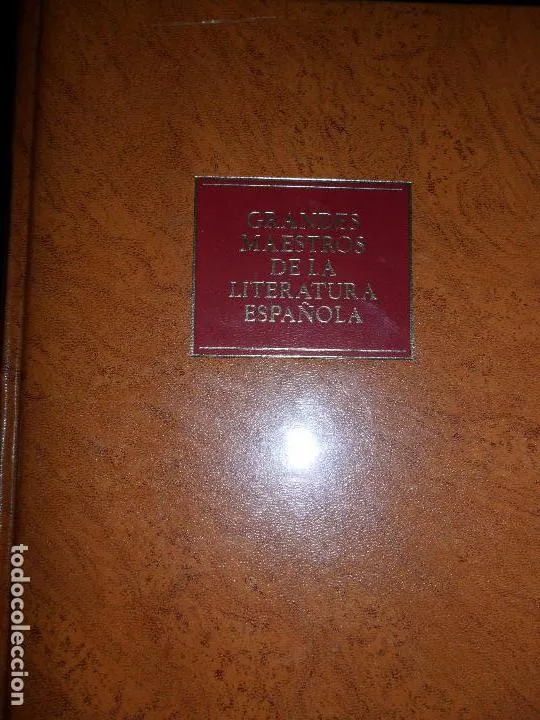 GRANDES
MAESTROS
DE LA
LITERATURA
ESPAÑOLA
todocoleccion